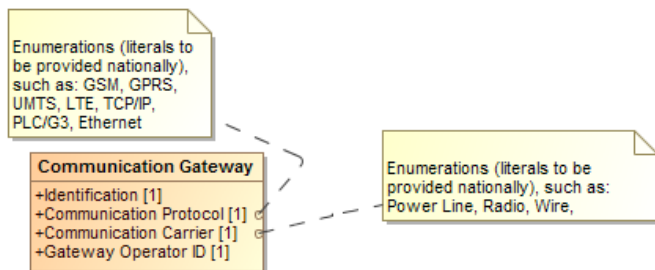 Enumerations (literals to
be provided nationally),
such as: GSM, GPRS,
UMTS, LTE, TCP/IP,
PLC/G3, Ethernet
Communication Gateway
+Identification [1]
+Communication Protocol [1]
+Communication Carrier [1]
+Gateway Operator ID [1]
Enumerations (literals to be
provided nationally), such as:
Power Line, Radio, Wire,